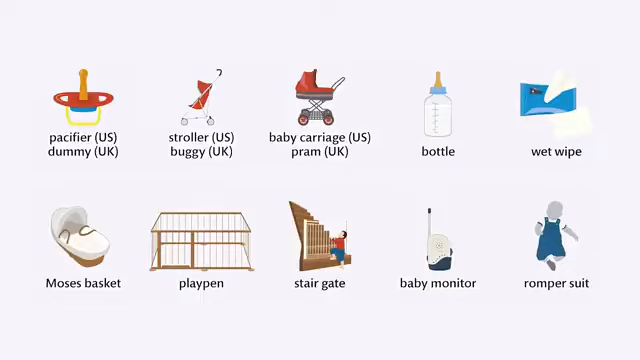 pacifier (US)
dummy (UK)
stroller (US)
buggy (UK)
baby carriage (US)
pram (UK)
bottle
wet wipe
Moses basket
playpen
stair gate
baby monitor
romper suit